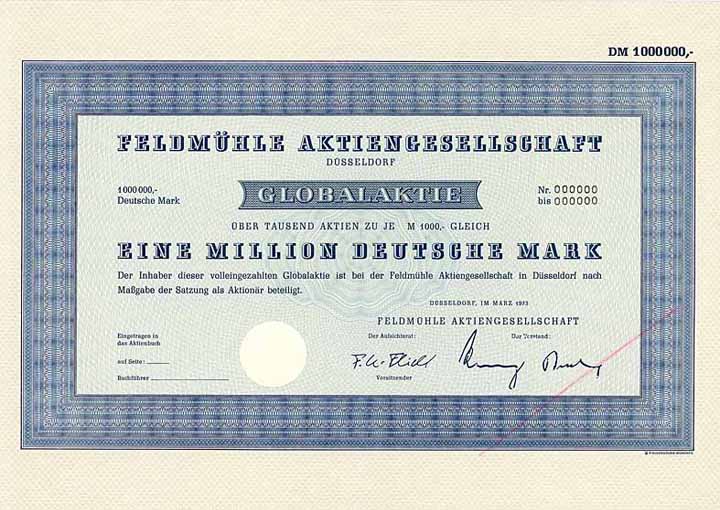 DM 1000000,-
FELDMÜHLE AKTIENGESELLSCHAFT
DÜSSELDORF
1000000,-
Deutsche Mark
GLOBALAKTIE
Nr. 000000
bis 000000
ÜBER TAUSEND AKTIEN ZU JE M 1000,- GLEICH
EINE MILLION DEUTSCHE MARK
Der Inhaber dieser volleingezahlten Globalaktie ist bei der Feldmühle Aktiengesellschaft in Düsseldorf nach
Maßgabe der Satzung als Aktionär beteiligt.
DÜSSELDORF, IM MÄRZ 1973
FELDMÜHLE AKTIENGESELLSCHAFT
Eingetragen in
das Aktienbuch
Der Aufsichtsrat:
Der Vorstand:
auf Seite:
Buchführer
Vorsitzender